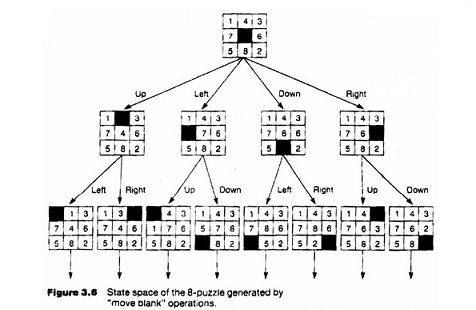 1 4 3
7 6
5 8 2
Up Left Down Right
1 3 1 4 3 1 4 3 1 4 3
7 4 6 7 6 7 8 6 7 6
5 8 2 5 8 2 5 2 5 8 2
Left Right Up Down Left Right Up Down
1 3 1 3 4 3 1 4 3 1 4 3 1 4 3 1 4 1 4 3
7 4 6 7 4 6 1 7 6 5 7 6 7 8 6 7 8 6 7 6 3 7 6 2
5 8 2 5 8 2 5 8 2 8 2 5 2 5 2 5 8 2 5 8
Figure 3.6 State space of the 8-puzzle generated by
"move blank" operations.